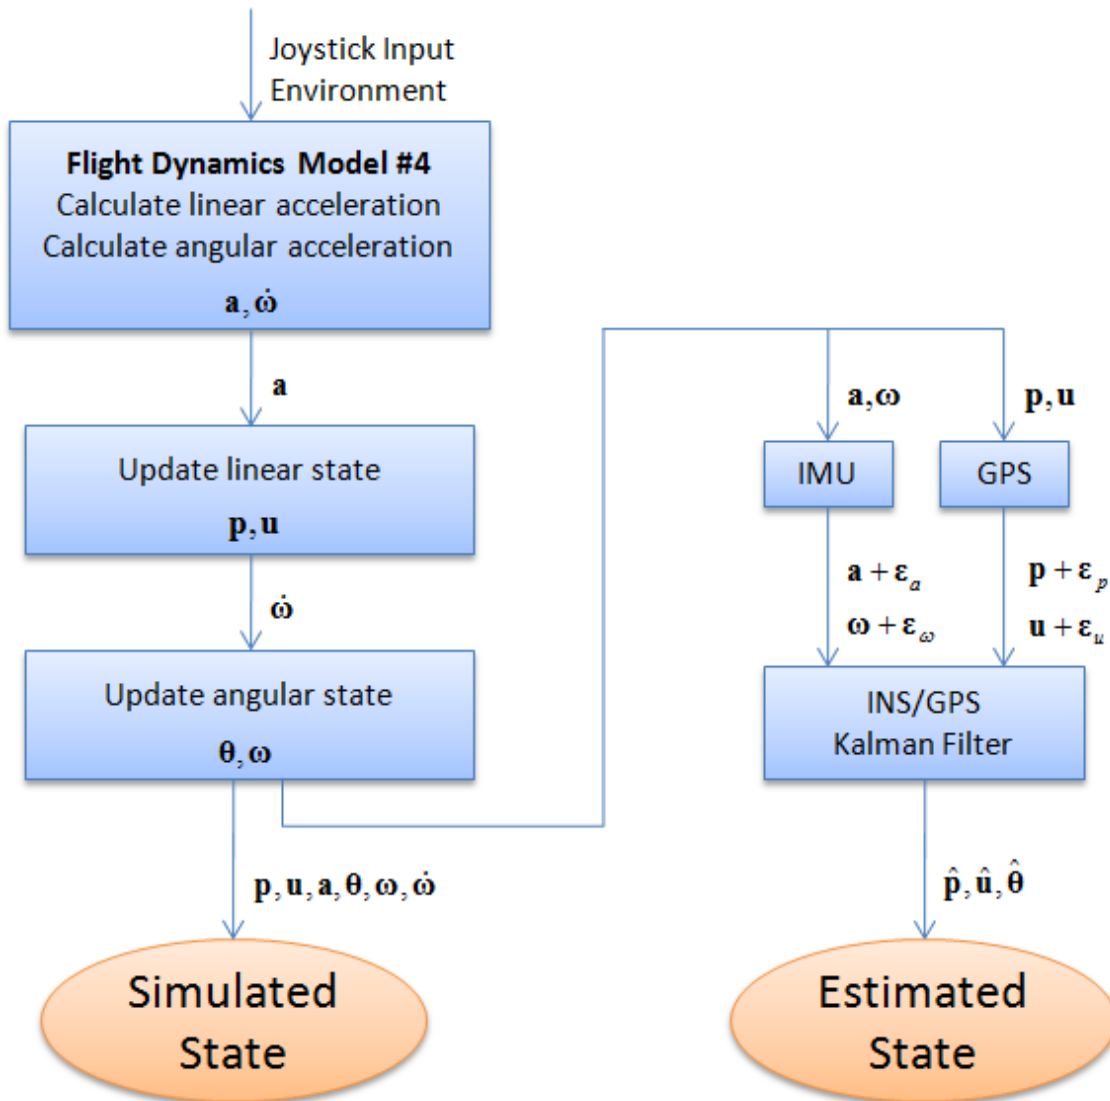 Joystick Input
Environment
Flight Dynamics Model #4
Calculate linear acceleration
Calculate angular acceleration
a, ω̇
a
Update linear state
p, u
ω̇
Update angular state
θ, ω
p, u, a, θ, ω, ω̇
Simulated
State
a, ω
p, u
IMU
GPS
a + ε_a
ω + ε_ω
p + ε_p
u + ε_u
INS/GPS
Kalman Filter
p̂, û, θ̂
Estimated
State